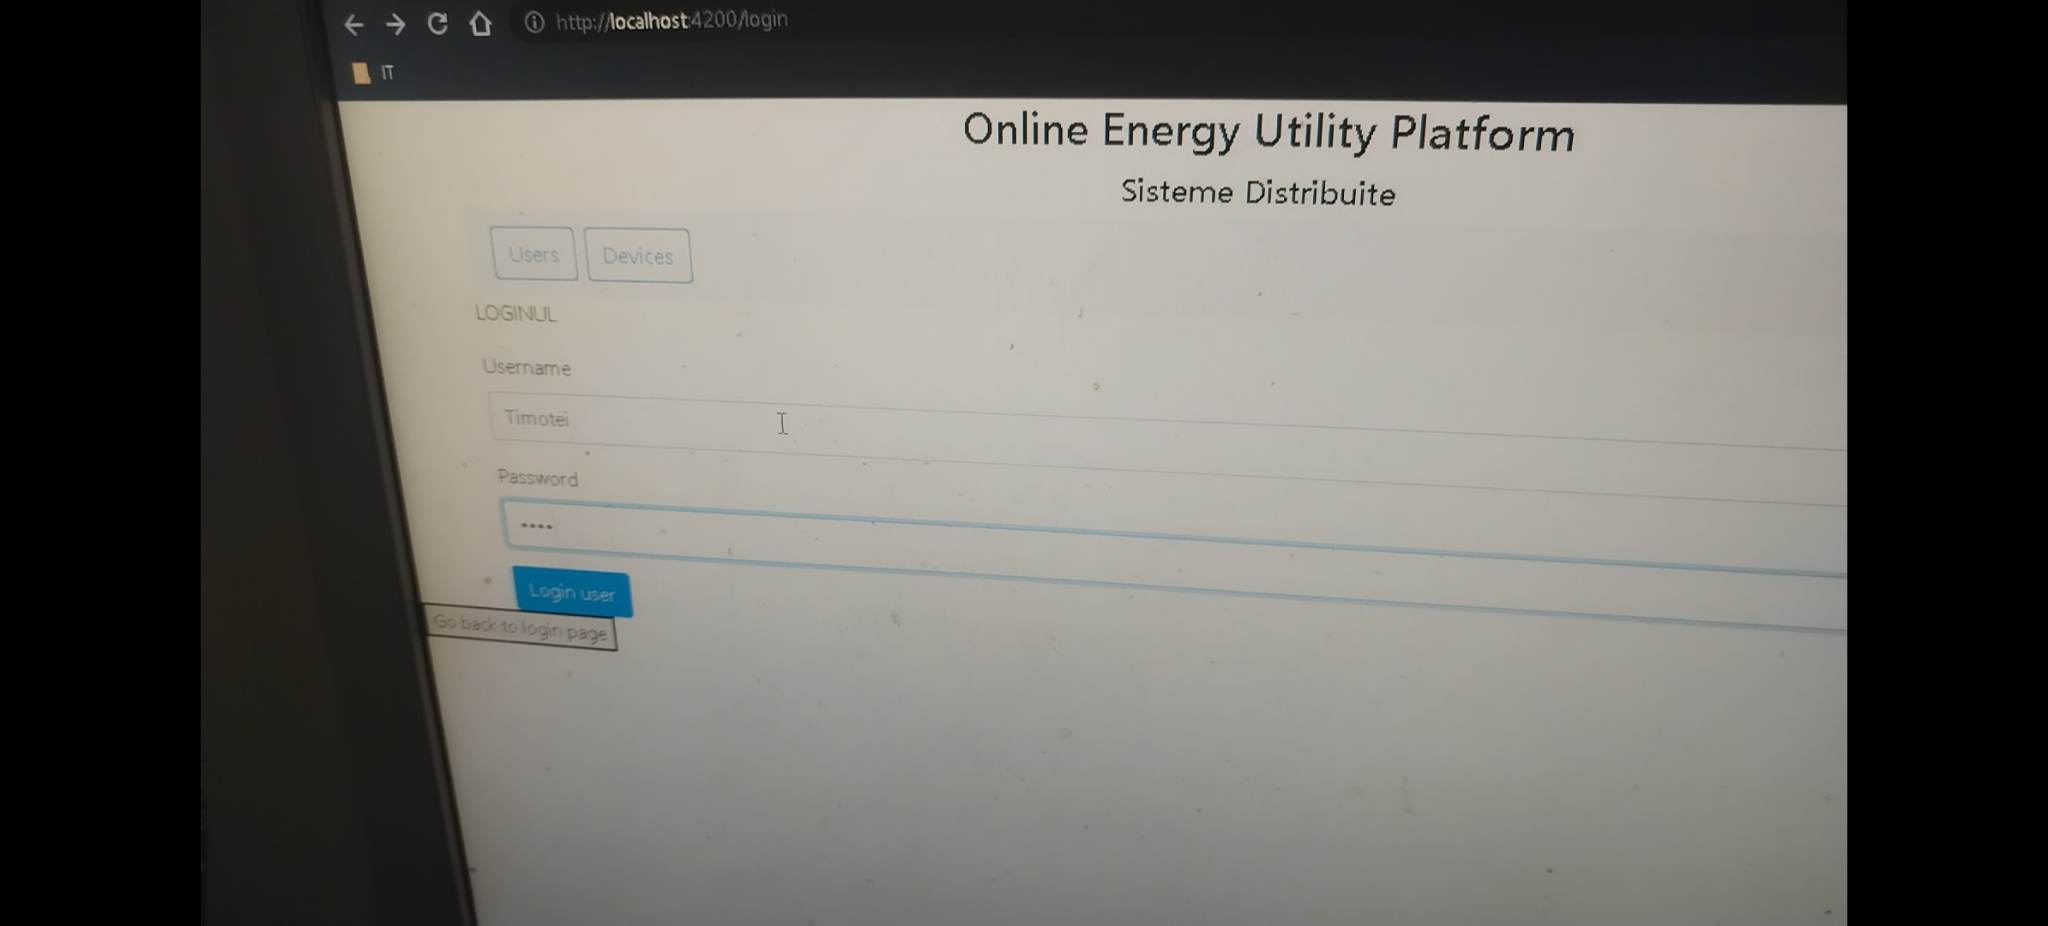 http://localhost:4200/login
IT
Online Energy Utility Platform
Sisteme Distribuite
Users Devices
LOGINUL
Username
Timotei
Password
••••
Login user
Go back to login page